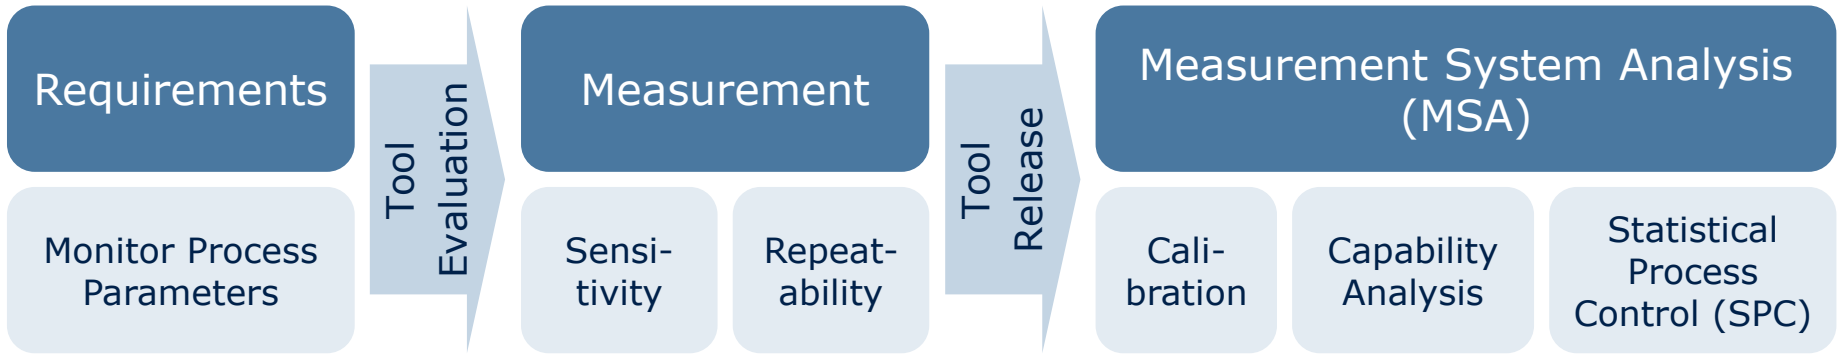 Requirements
Monitor Process
Parameters
Tool
Evaluation
Measurement
Sensi-
tivity
Repeat-
ability
Tool
Release
Measurement System Analysis
(MSA)
Cali-
bration
Capability
Analysis
Statistical
Process
Control (SPC)